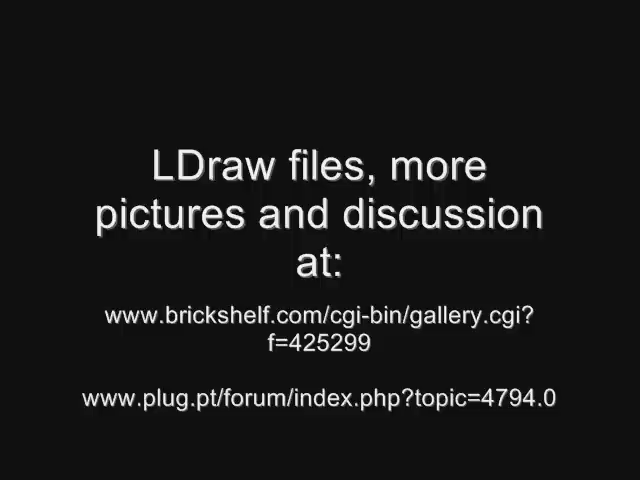 LDraw files, more
pictures and discussion
at:
www.brickshelf.com/cgi-bin/gallery.cgi?
f=425299
www.plug.pt/forum/index.php?topic=4794.0